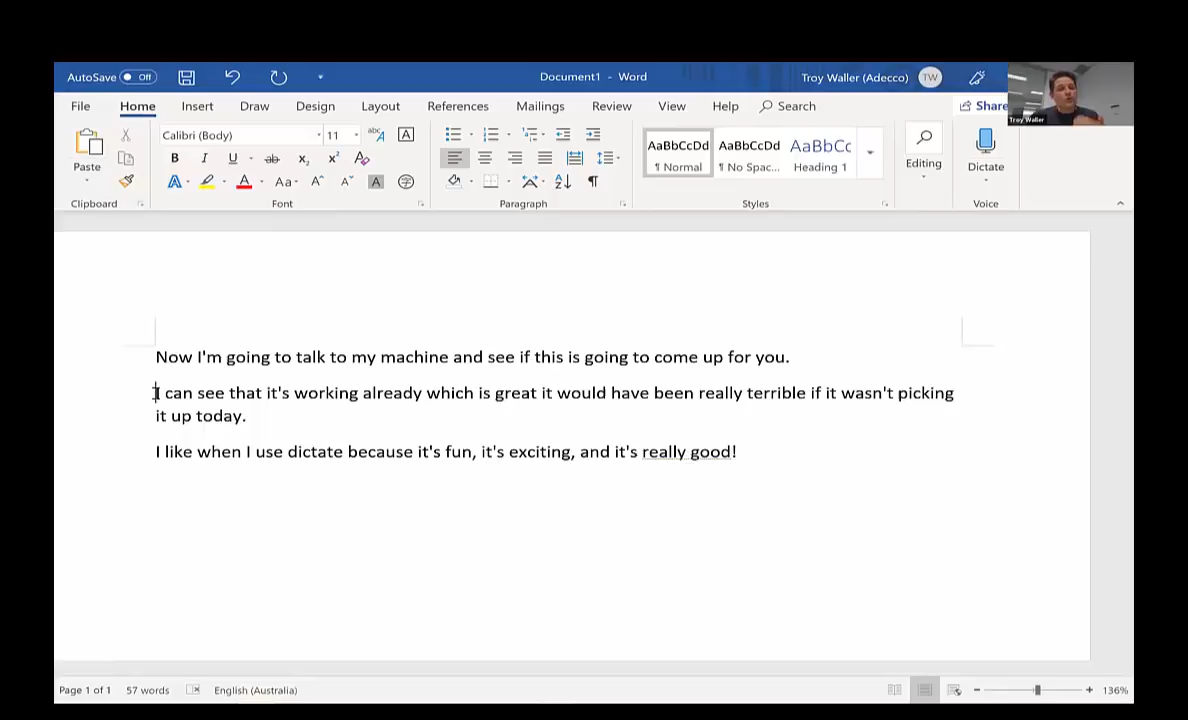 AutoSave Off Document1 - Word Troy Waller (Adecco) TW
Troy Waller
File Home Insert Draw Design Layout References Mailings Review View Help Search Share
Calibri (Body) 11
Paste
Clipboard Font Paragraph Styles Voice
AaBbCcDd AaBbCcDd AaBbCc
¶ Normal ¶ No Spac... Heading 1
Editing Dictate
Now I'm going to talk to my machine and see if this is going to come up for you.
I can see that it's working already which is great it would have been really terrible if it wasn't picking
it up today.
I like when I use dictate because it's fun, it's exciting, and it's really good!
Page 1 of 1 57 words English (Australia) 136%